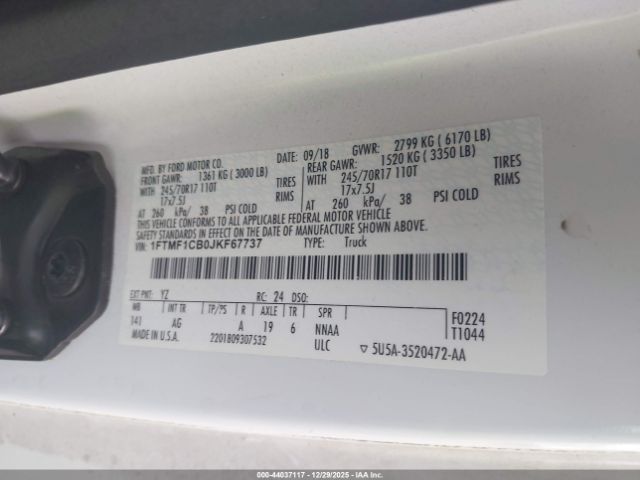 MFD. BY FORD MOTOR CO.
DATE: 09/18 GVWR: 2799 KG ( 6170 LB)
FRONT GAWR: 1361 KG ( 3000 LB) REAR GAWR: 1520 KG ( 3350 LB)
WITH 245/70R17 110T TIRES WITH 245/70R17 110T TIRES
17x7.5J RIMS 17x7.5J RIMS
AT 260 kPa/ 38 PSI COLD AT 260 kPa/ 38 PSI COLD
THIS VEHICLE CONFORMS TO ALL APPLICABLE FEDERAL MOTOR VEHICLE
SAFETY STANDARDS IN EFFECT ON THE DATE OF MANUFACTURE SHOWN ABOVE.
VIN: 1FTMF1CB0JKF67737 TYPE: Truck
EXT PNT: YZ RC: 24 DSO:
WB INT TR TP/PS R AXLE TR SPR F0224
141 AG A 19 6 NNAA T1044
MADE IN U.S.A. 2201809307532 ULC ▽ 5U5A-3520472-AA
000-44037117 - 12/29/2025 - IAAI, Inc.